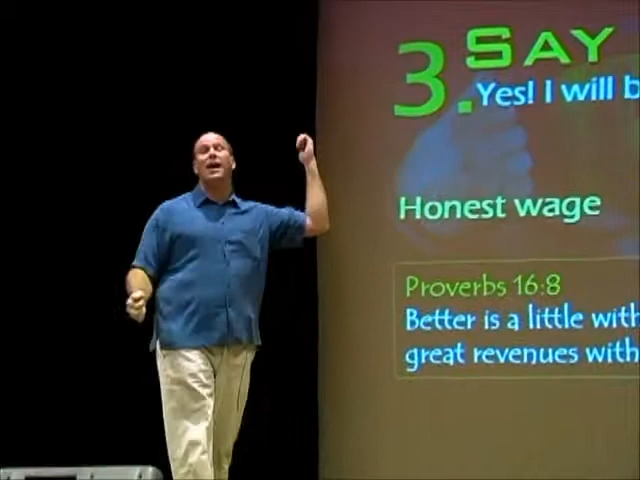 3. SAY
Yes! I will b
Honest wage
Proverbs 16:8
Better is a little with
great revenues with